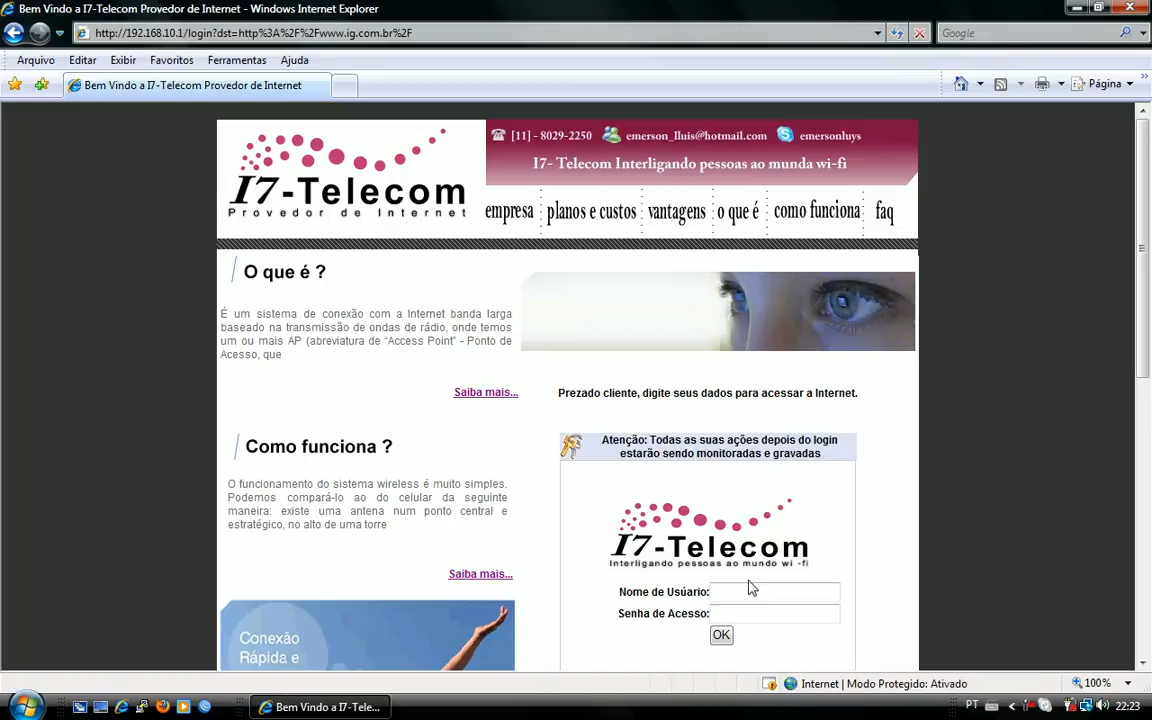 Bem Vindo a I7-Telecom Provedor de Internet - Windows Internet Explorer
http://192.168.10.1/login?dst=http%3A%2F%2Fwww.ig.com.br%2F
Google
Arquivo Editar Exibir Favoritos Ferramentas Ajuda
Bem Vindo a I7-Telecom Provedor de Internet
Página
[11] - 8029-2250 emerson_lluis@hotmail.com emersonluys
I7- Telecom Interligando pessoas ao munda wi-fi
I7-Telecom
Provedor de Internet
empresa planos e custos vantagens o que é como funciona faq
O que é ?
É um sistema de conexão com a Internet banda larga
baseado na transmissão de ondas de rádio, onde temos
um ou mais AP (abreviatura de “Access Point” - Ponto de
Acesso, que
Saiba mais...
Prezado cliente, digite seus dados para acessar a Internet.
Como funciona ?
Atenção: Todas as suas ações depois do login
estarão sendo monitoradas e gravadas
O funcionamento do sistema wireless é muito simples.
Podemos compará-lo ao do celular da seguinte
maneira: existe uma antena num ponto central e
estratégico, no alto de uma torre
I7-Telecom
Interligando pessoas ao mundo wi -fi
Saiba mais...
Nome de Usúario:
Senha de Acesso:
OK
Conexão
Rápida e
Internet | Modo Protegido: Ativado
100%
Bem Vindo a I7-Tele...
PT
22:23